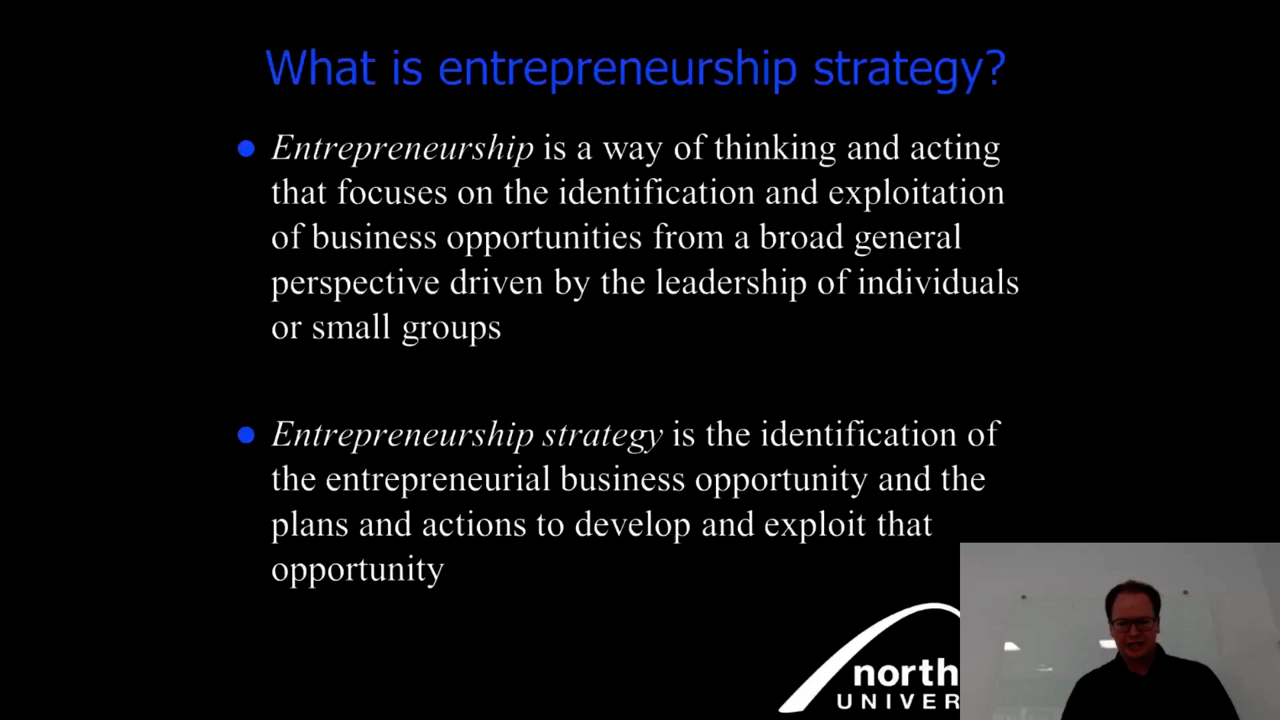 What is entrepreneurship strategy?
Entrepreneurship is a way of thinking and acting
that focuses on the identification and exploitation
of business opportunities from a broad general
perspective driven by the leadership of individuals
or small groups
Entrepreneurship strategy is the identification of
the entrepreneurial business opportunity and the
plans and actions to develop and exploit that
opportunity
north
UNIVER